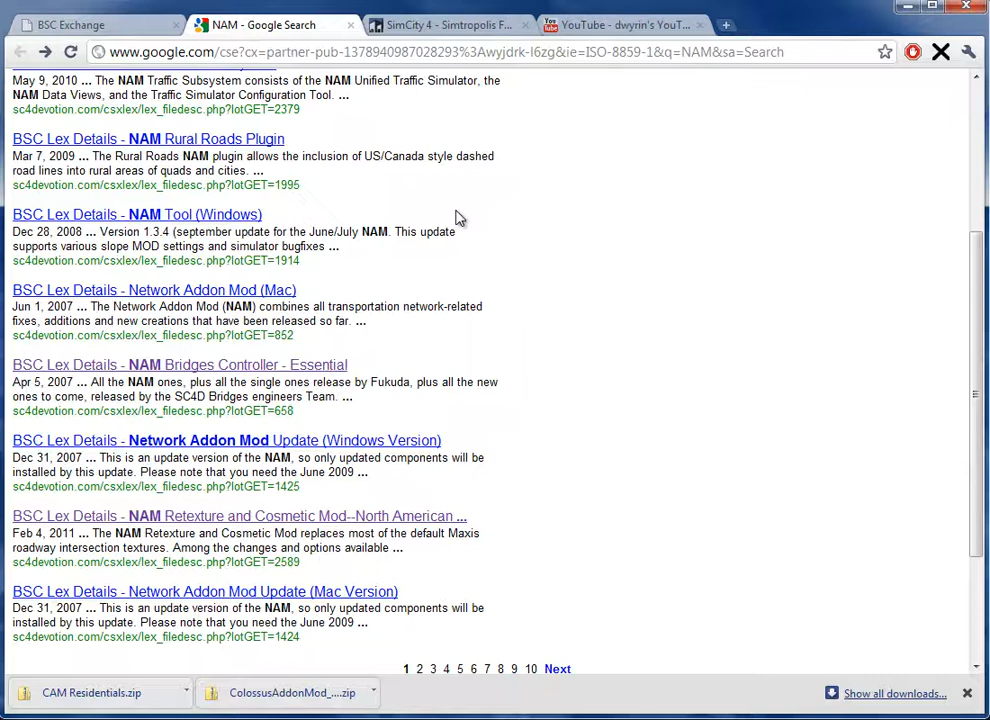 BSC Exchange
NAM - Google Search
SimCity 4 - Simtropolis F...
YouTube - dwyrin's YouT...
www.google.com/cse?cx=partner-pub-1378940987028293%3Awyjdrk-l6zg&ie=ISO-8859-1&q=NAM&sa=Search
May 9, 2010 ... The NAM Traffic Subsystem consists of the NAM Unified Traffic Simulator, the
NAM Data Views, and the Traffic Simulator Configuration Tool. ...
sc4devotion.com/csxlex/lex_filedesc.php?lotGET=2379
BSC Lex Details - NAM Rural Roads Plugin
Mar 7, 2009 ... The Rural Roads NAM plugin allows the inclusion of US/Canada style dashed
road lines into rural areas of quads and cities. ...
sc4devotion.com/csxlex/lex_filedesc.php?lotGET=1995
BSC Lex Details - NAM Tool (Windows)
Dec 28, 2008 ... Version 1.3.4 (september update for the June/July NAM. This update
supports various slope MOD settings and simulator bugfixes ...
sc4devotion.com/csxlex/lex_filedesc.php?lotGET=1914
BSC Lex Details - Network Addon Mod (Mac)
Jun 1, 2007 ... The Network Addon Mod (NAM) combines all transportation network-related
fixes, additions and new creations that have been released so far. ...
sc4devotion.com/csxlex/lex_filedesc.php?lotGET=852
BSC Lex Details - NAM Bridges Controller - Essential
Apr 5, 2007 ... All the NAM ones, plus all the single ones release by Fukuda, plus all the new
ones to come, released by the SC4D Bridges engineers Team. ...
sc4devotion.com/csxlex/lex_filedesc.php?lotGET=658
BSC Lex Details - Network Addon Mod Update (Windows Version)
Dec 31, 2007 ... This is an update version of the NAM, so only updated components will be
installed by this update. Please note that you need the June 2009 ...
sc4devotion.com/csxlex/lex_filedesc.php?lotGET=1425
BSC Lex Details - NAM Retexture and Cosmetic Mod--North American ...
Feb 4, 2011 ... The NAM Retexture and Cosmetic Mod replaces most of the default Maxis
roadway intersection textures. Among the changes and options available ...
sc4devotion.com/csxlex/lex_filedesc.php?lotGET=2589
BSC Lex Details - Network Addon Mod Update (Mac Version)
Dec 31, 2007 ... This is an update version of the NAM, so only updated components will be
installed by this update. Please note that you need the June 2009 ...
sc4devotion.com/csxlex/lex_filedesc.php?lotGET=1424
1 2 3 4 5 6 7 8 9 10 Next
CAM Residentials.zip
ColossusAddonMod_....zip
Show all downloads...